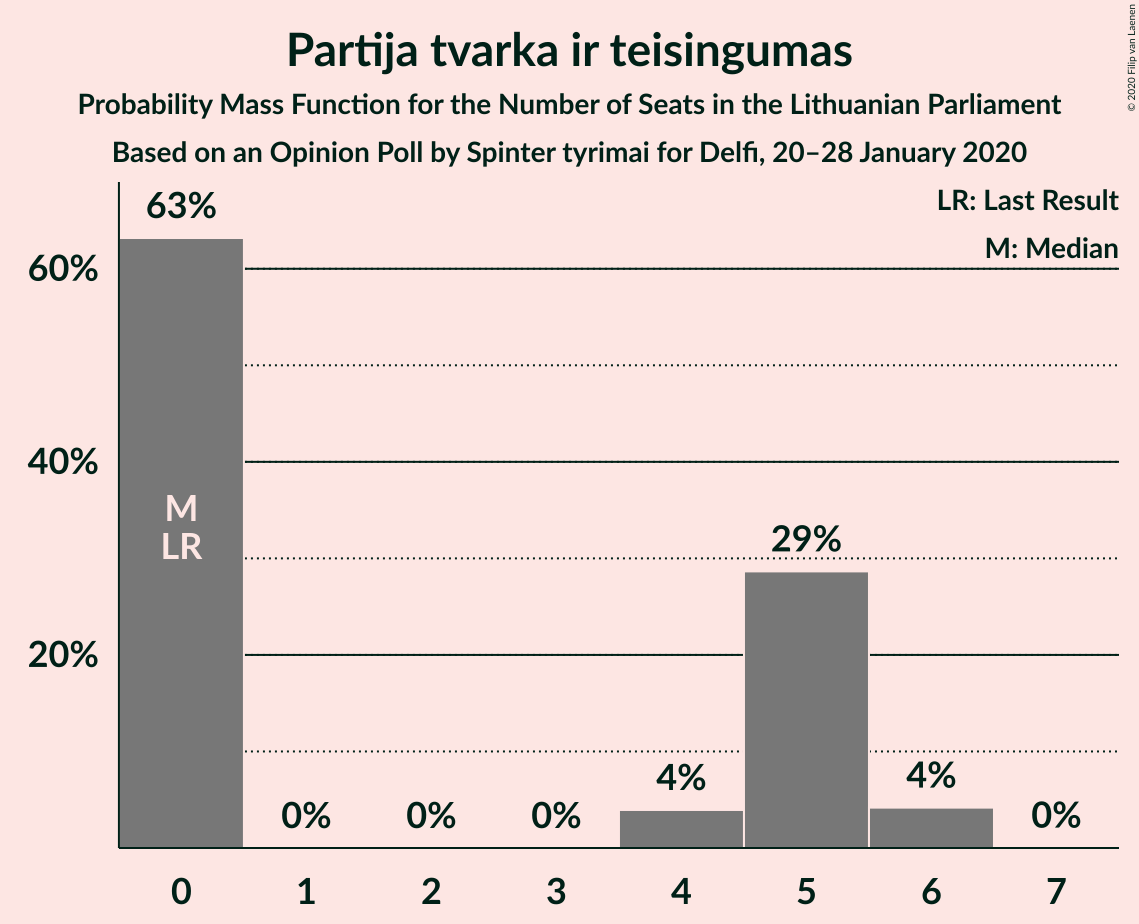 Partija tvarka ir teisingumas
Probability Mass Function for the Number of Seats in the Lithuanian Parliament
Based on an Opinion Poll by Spinter tyrimai for Delfi, 20–28 January 2020
© 2020 Filip van Laenen
LR: Last Result
M: Median
63%
60%
40%
20%
M
LR
0%
0%
0%
4%
29%
4%
0%
0 1 2 3 4 5 6 7